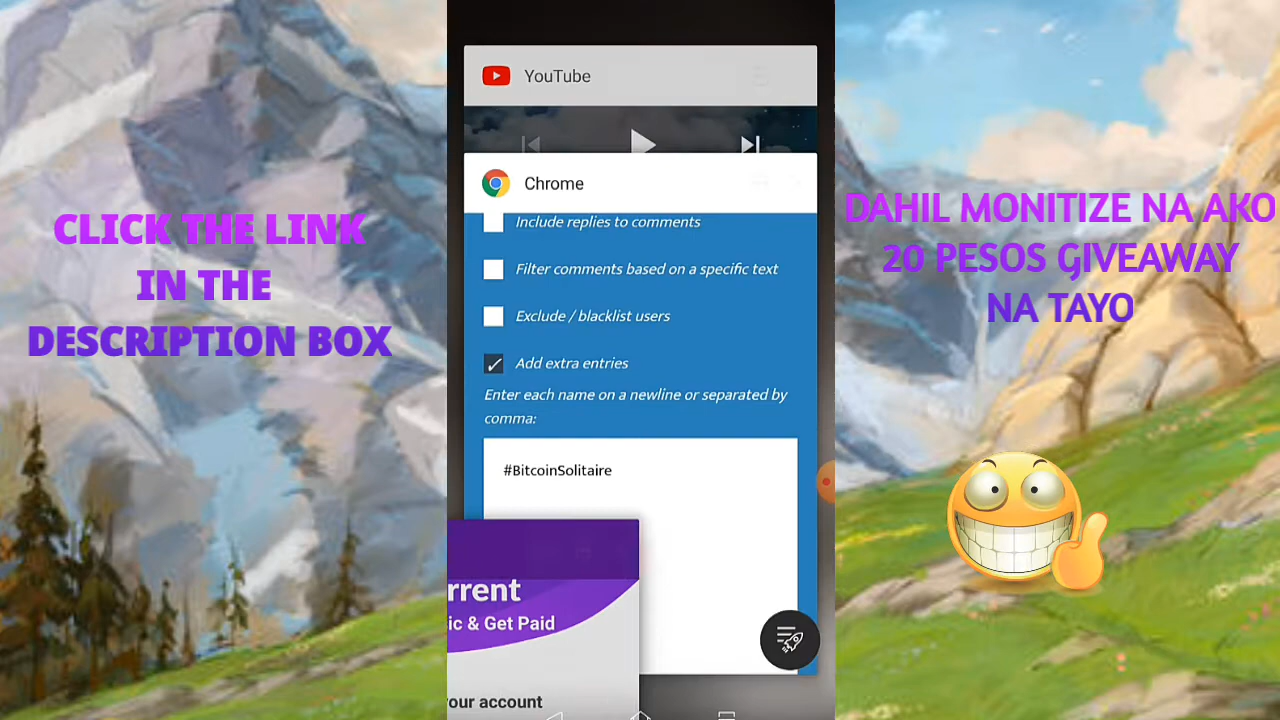 CLICK THE LINK
IN THE
DESCRIPTION BOX
YouTube
Chrome
Include replies to comments
Filter comments based on a specific text
Exclude / blacklist users
Add extra entries
Enter each name on a newline or separated by
comma:
#BitcoinSolitaire
rrent
ic & Get Paid
our account
DAHIL MONITIZE NA AKO
20 PESOS GIVEAWAY
NA TAYO